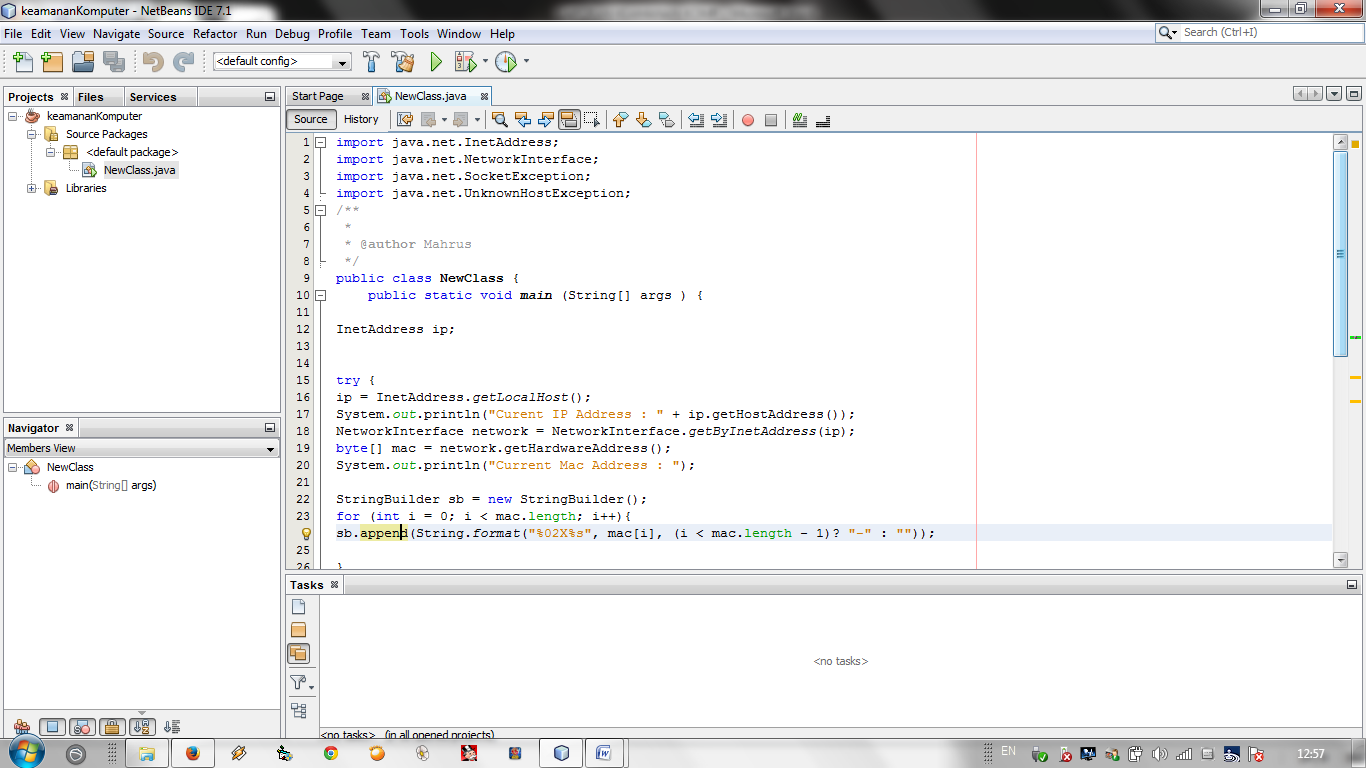 keamananKomputer - NetBeans IDE 7.1
File Edit View Navigate Source Refactor Run Debug Profile Team Tools Window Help
Search (Ctrl+I)
<default config>
Projects Files Services
keamananKomputer
Source Packages
<default package>
NewClass.java
Libraries
Navigator
Members View
NewClass
main(String[] args)
Start Page NewClass.java
Source History
1 import java.net.InetAddress;
2 import java.net.NetworkInterface;
3 import java.net.SocketException;
4 import java.net.UnknownHostException;
5 /**
6 *
7 * @author Mahrus
8 */
9 public class NewClass {
10 public static void main (String[] args ) {
11
12 InetAddress ip;
13
14
15 try {
16 ip = InetAddress.getLocalHost();
17 System.out.println("Curent IP Address : " + ip.getHostAddress());
18 NetworkInterface network = NetworkInterface.getByInetAddress(ip);
19 byte[] mac = network.getHardwareAddress();
20 System.out.println("Current Mac Address : ");
21
22 StringBuilder sb = new StringBuilder();
23 for (int i = 0; i < mac.length; i++){
sb.append(String.format("%02X%s", mac[i], (i < mac.length - 1)? "-" : ""));
25
26 }
Tasks
<no tasks>
<no tasks> (in all opened projects)
EN
12:57